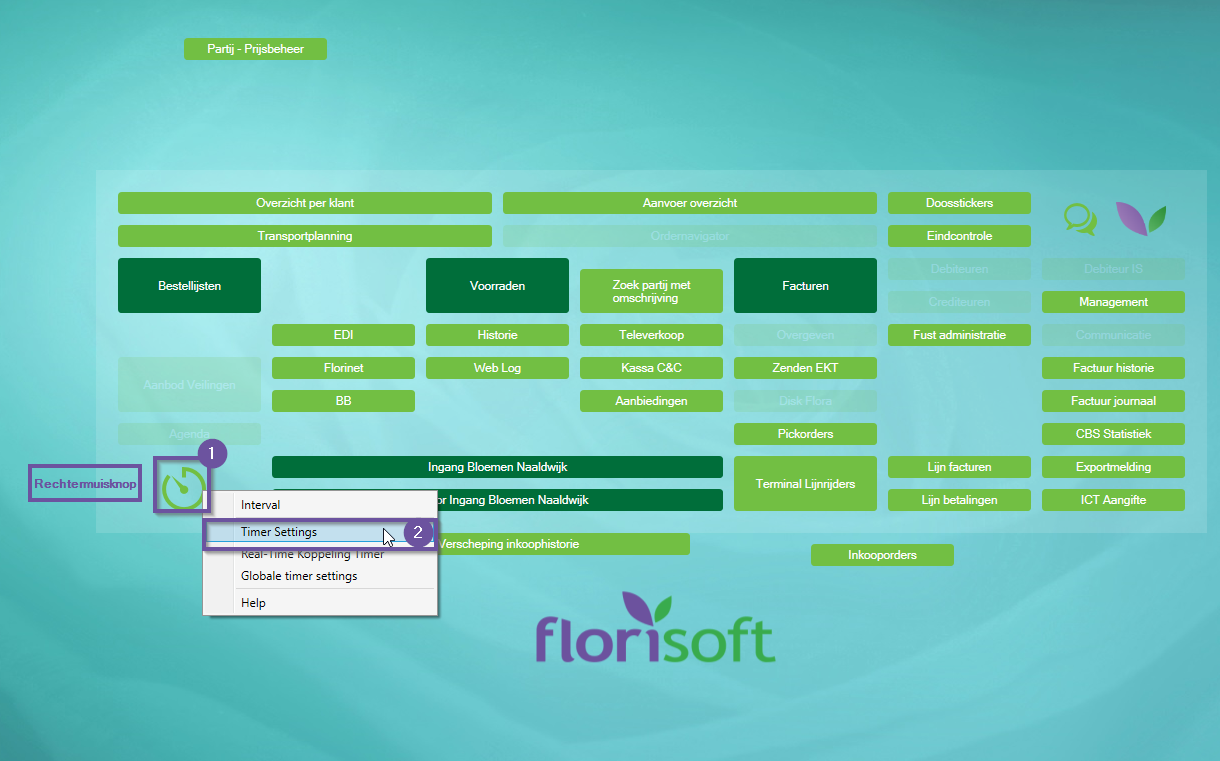 Partij - Prijsbeheer
Overzicht per klant
Aanvoer overzicht
Doosstickers
Transportplanning
Ordernavigator
Eindcontrole
Bestellijsten
Voorraden
Zoek partij met
omschrijving
Facturen
Debiteuren
Debiteur IS
Crediteuren
Management
EDI
Historie
Televerkoop
Overgeven
Fust administratie
Communicatie
Aanbod Veilingen
Florinet
Web Log
Kassa C&C
Zenden EKT
Factuur historie
BB
Aanbiedingen
Disk Flora
Factuur journaal
Agenda
Pickorders
CBS Statistiek
1
Rechtermuisknop
Ingang Bloemen Naaldwijk
Terminal Lijnrijders
Lijn facturen
Exportmelding
Interval
or Ingang Bloemen Naaldwijk
Lijn betalingen
ICT Aangifte
Timer Settings
2
Verscheping inkoophistorie
Real-Time Koppeling Timer
Inkooporders
Globale timer settings
Help
florisoft